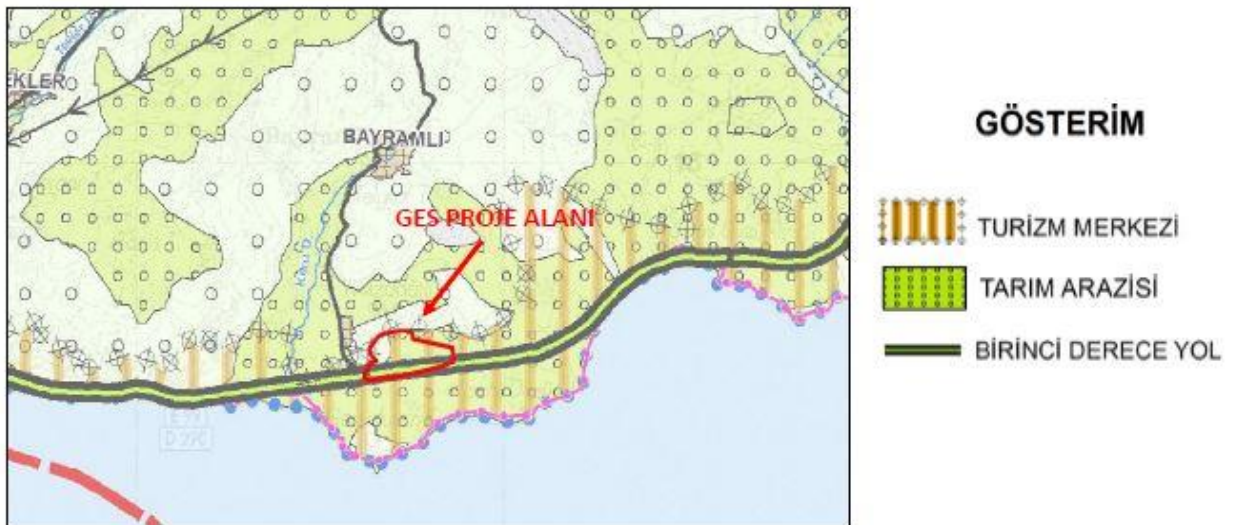 EKLER
BAYRAMLI
GES PROJE ALANI
GÖSTERİM
TURİZM MERKEZİ
TARIM ARAZİSİ
BİRİNCİ DERECE YOL